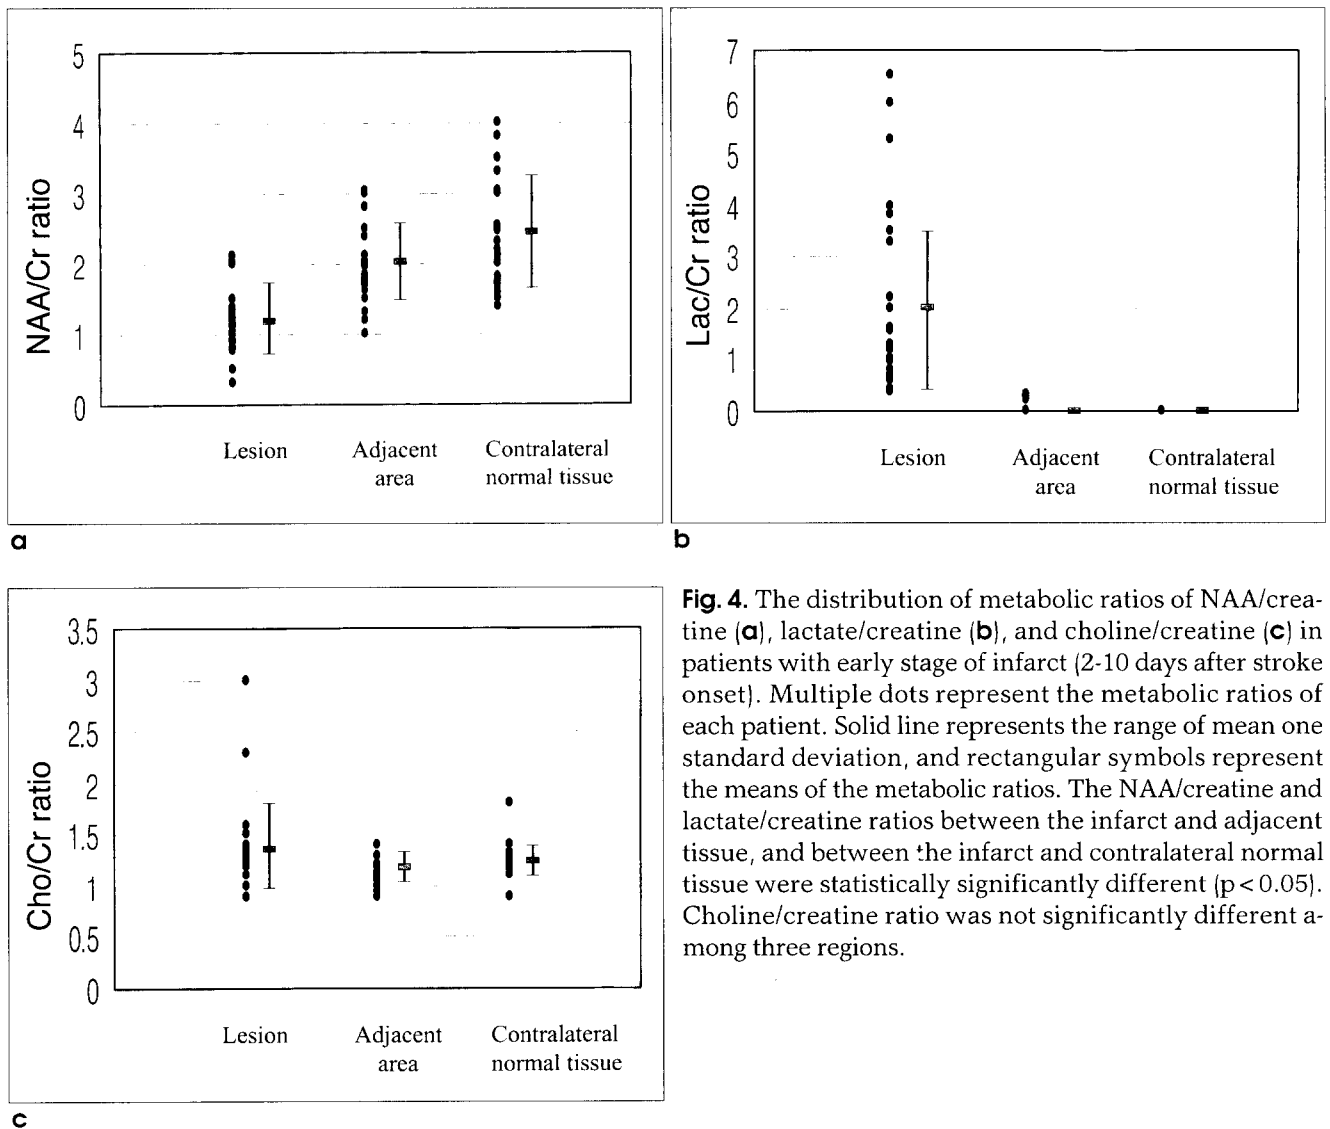 5
4
3
2
1
0
NAA/Cr ratio
Lesion
Adjacent
area
Contralateral
normal tissue
a
7
6
5
4
3
2
1
0
Lac/Cr ratio
Lesion
Adjacent
area
Contralateral
normal tissue
b
3.5
3
2.5
2
1.5
1
0.5
0
Cho/Cr ratio
Lesion
Adjacent
area
Contralateral
normal tissue
c
Fig. 4. The distribution of metabolic ratios of NAA/crea-
tine (a), lactate/creatine (b), and choline/creatine (c) in
patients with early stage of infarct (2-10 days after stroke
onset). Multiple dots represent the metabolic ratios of
each patient. Solid line represents the range of mean one
standard deviation, and rectangular symbols represent
the means of the metabolic ratios. The NAA/creatine and
lactate/creatine ratios between the infarct and adjacent
tissue, and between the infarct and contralateral normal
tissue were statistically significantly different (p < 0.05).
Choline/creatine ratio was not significantly different a-
mong three regions.